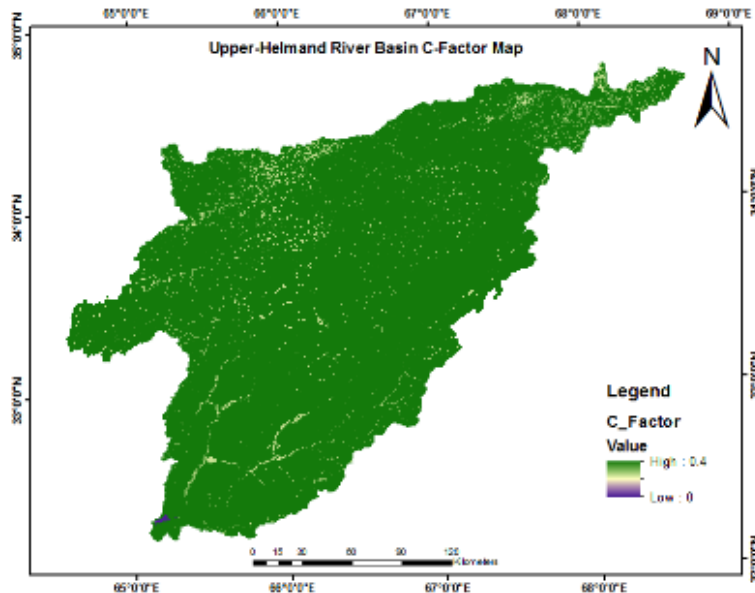 65°0'0"E 66°0'0"E 67°0'0"E 68°0'0"E 69°0'0"E
35°0'0"N
Upper-Helmand River Basin C-Factor Map
N
34°0'0"N
33°0'0"N
Legend
C_Factor
Value
High : 0.4
Low : 0
0 15 30 60 90 120
Kilometers
65°0'0"E 66°0'0"E 67°0'0"E 68°0'0"E